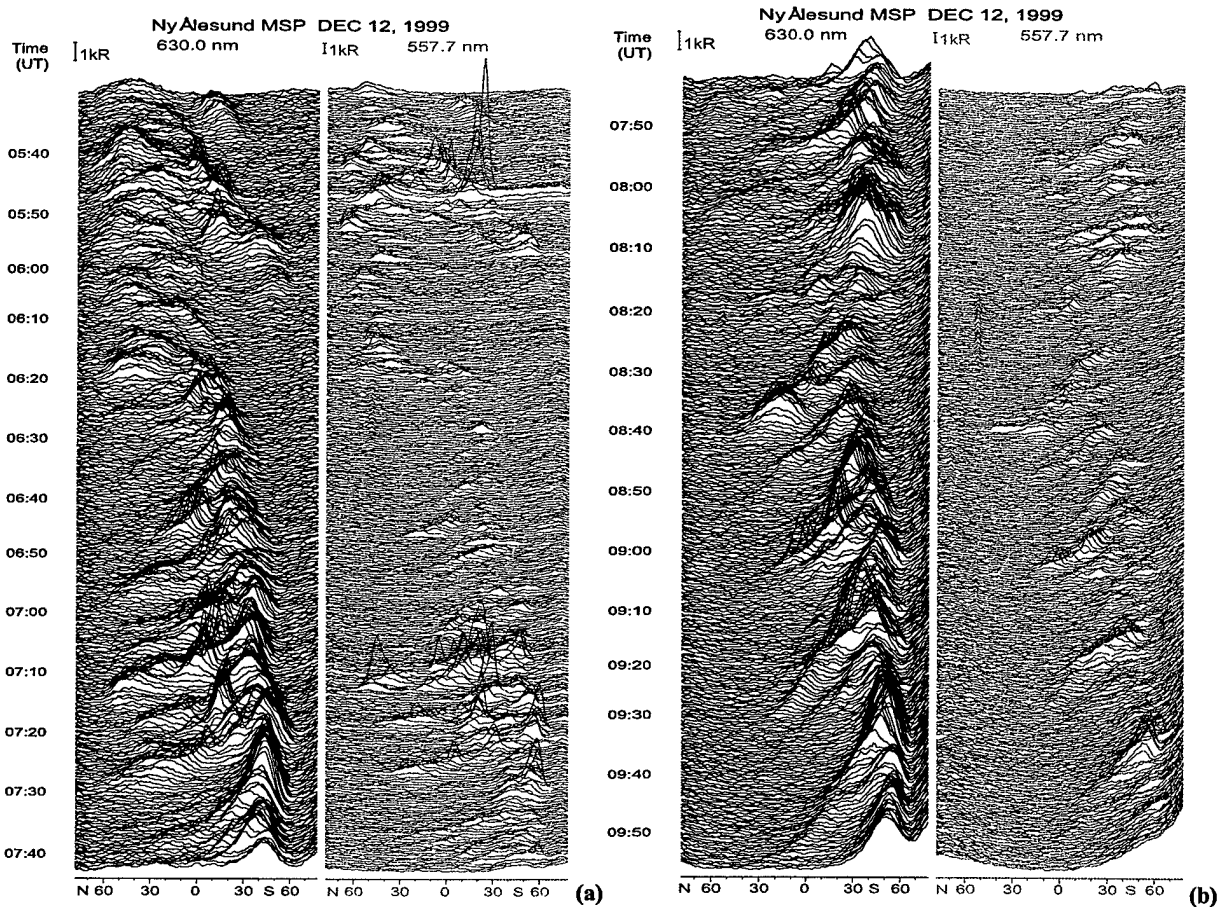 Ny Ålesund MSP DEC 12, 1999
Time (UT)
1kR
630.0 nm
1kR
557.7 nm
05:40
05:50
06:00
06:10
06:20
06:30
06:40
06:50
07:00
07:10
07:20
07:30
07:40
N 60 30 0 S 60
N 60 30 0 S 60
(a)
Ny Ålesund MSP DEC 12, 1999
Time (UT)
1kR
630.0 nm
1kR
557.7 nm
07:50
08:00
08:10
08:20
08:30
08:40
08:50
09:00
09:10
09:20
09:30
09:40
09:50
N 60 30 0 30 S 60
N 60 30 0 30 S 60
(b)